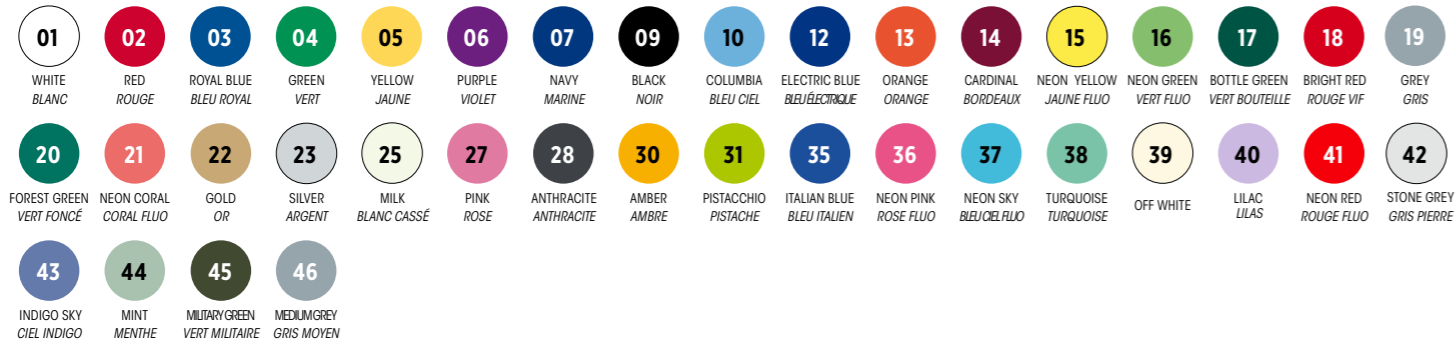 01 02 03 04 05 06 07 09 10 12 13 14 15 16 17 18 19
WHITE RED ROYAL BLUE GREEN YELLOW PURPLE NAVY BLACK COLUMBIA ELECTRIC BLUE ORANGE CARDINAL NEON YELLOW NEON GREEN BOTTLE GREEN BRIGHT RED GREY
BLANC ROUGE BLEU ROYAL VERT JAUNE VIOLET MARINE NOIR BLEU CIEL BLEU ÉLECTRIQUE ORANGE BORDEAUX JAUNE FLUO VERT FLUO VERT BOUTEILLE ROUGE VIF GRIS
20 21 22 23 25 27 28 30 31 35 36 37 38 39 40 41 42
FOREST GREEN NEON CORAL GOLD SILVER MILK PINK ANTHRACITE AMBER PISTACCHIO ITALIAN BLUE NEON PINK NEON SKY TURQUOISE OFF WHITE LILAC NEON RED STONE GREY
VERT FONCÉ CORAL FLUO OR ARGENT BLANC CASSÉ ROSE ANTHRACITE AMBRE PISTACHE BLEU ITALIEN ROSE FLUO BLEU CIEL FLUO TURQUOISE LILAS ROUGE FLUO GRIS PIERRE
43 44 45 46
INDIGO SKY MINT MILITARY GREEN MEDIUM GREY
CIEL INDIGO MENTHE VERT MILITAIRE GRIS MOYEN